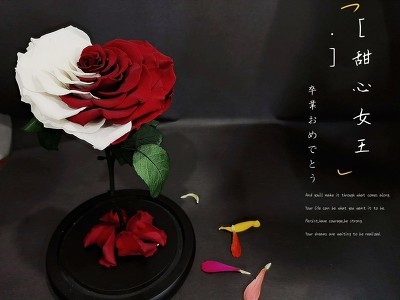 「[甜心女王」
·]
卒業おめでとう
And you'll make it through what comes along
Your life can be what you want it to be
Persist,have courage,be strong
Your dreams are waiting to be realized